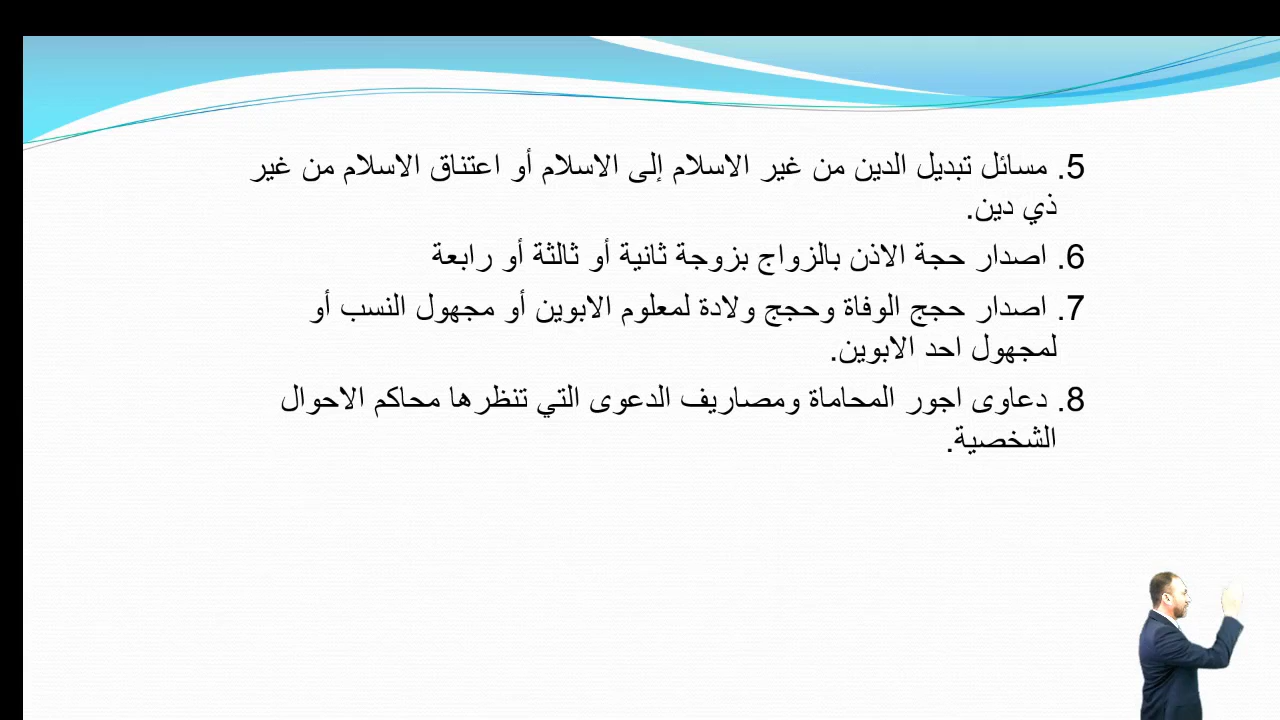 5. مسائل تبديل الدين من غير الاسلام إلى الاسلام أو اعتناق الاسلام من غير
ذي دين.
6. اصدار حجة الاذن بالزواج بزوجة ثانية أو ثالثة أو رابعة
7. اصدار حجج الوفاة وحجج ولادة لمعلوم الابوين أو مجهول النسب أو
لمجهول احد الابوين.
8. دعاوى اجور المحاماة ومصاريف الدعوى التي تنظرها محاكم الاحوال
الشخصية.